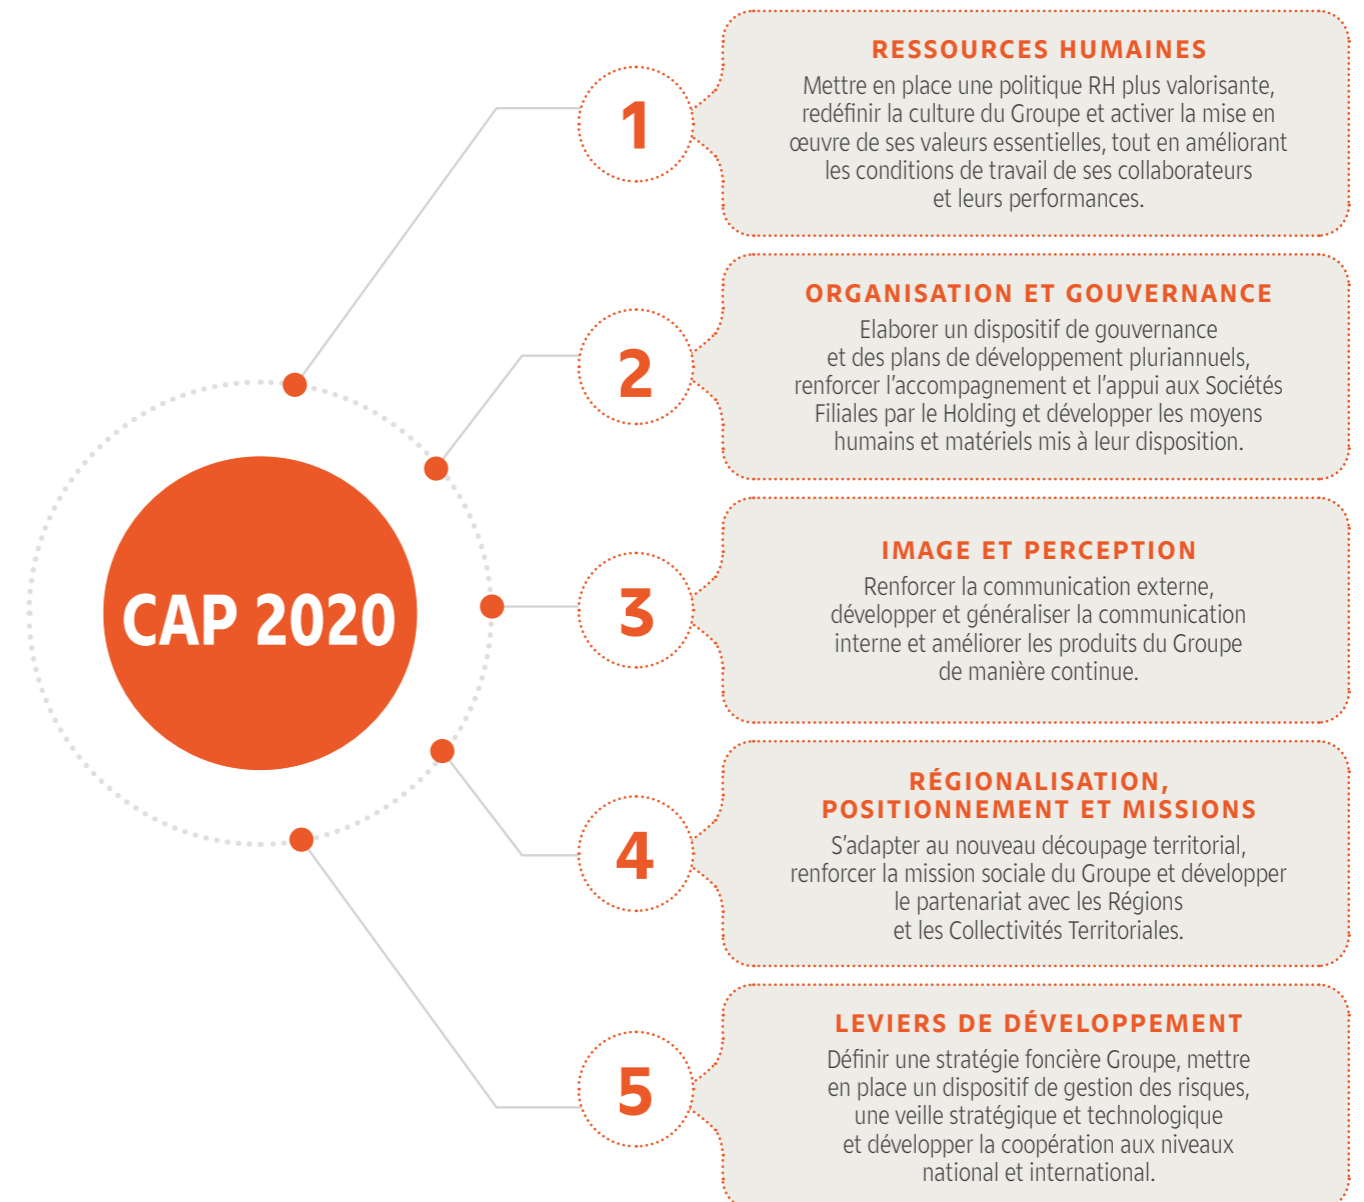 CAP 2020
1
RESSOURCES HUMAINES
Mettre en place une politique RH plus valorisante,
redéfinir la culture du Groupe et activer la mise en
œuvre de ses valeurs essentielles, tout en améliorant
les conditions de travail de ses collaborateurs
et leurs performances.
2
ORGANISATION ET GOUVERNANCE
Elaborer un dispositif de gouvernance
et des plans de développement pluriannuels,
renforcer l’accompagnement et l’appui aux Sociétés
Filiales par le Holding et développer les moyens
humains et matériels mis à leur disposition.
3
IMAGE ET PERCEPTION
Renforcer la communication externe,
développer et généraliser la communication
interne et améliorer les produits du Groupe
de manière continue.
4
RÉGIONALISATION,
POSITIONNEMENT ET MISSIONS
S’adapter au nouveau découpage territorial,
renforcer la mission sociale du Groupe et développer
le partenariat avec les Régions
et les Collectivités Territoriales.
5
LEVIERS DE DÉVELOPPEMENT
Définir une stratégie foncière Groupe, mettre
en place un dispositif de gestion des risques,
une veille stratégique et technologique
et développer la coopération aux niveaux
national et international.